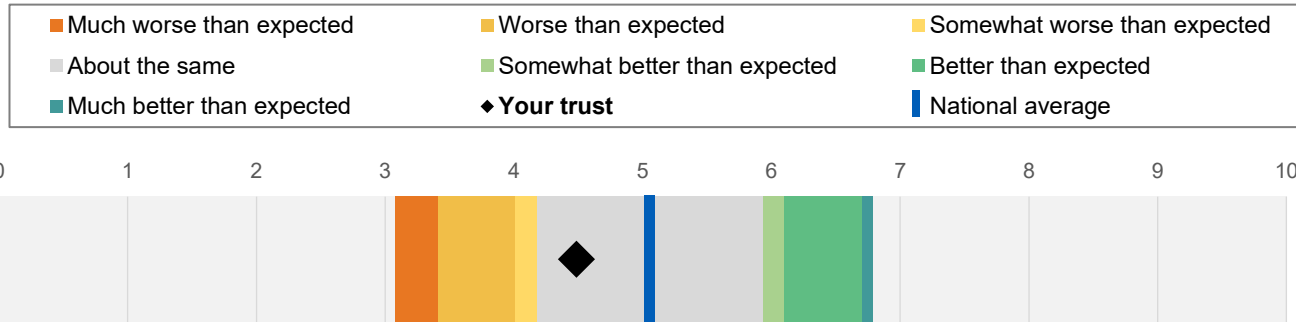 Much worse than expected Worse than expected Somewhat worse than expected
About the same Somewhat better than expected Better than expected
Much better than expected Your trust National average
0 1 2 3 4 5 6 7 8 9 10